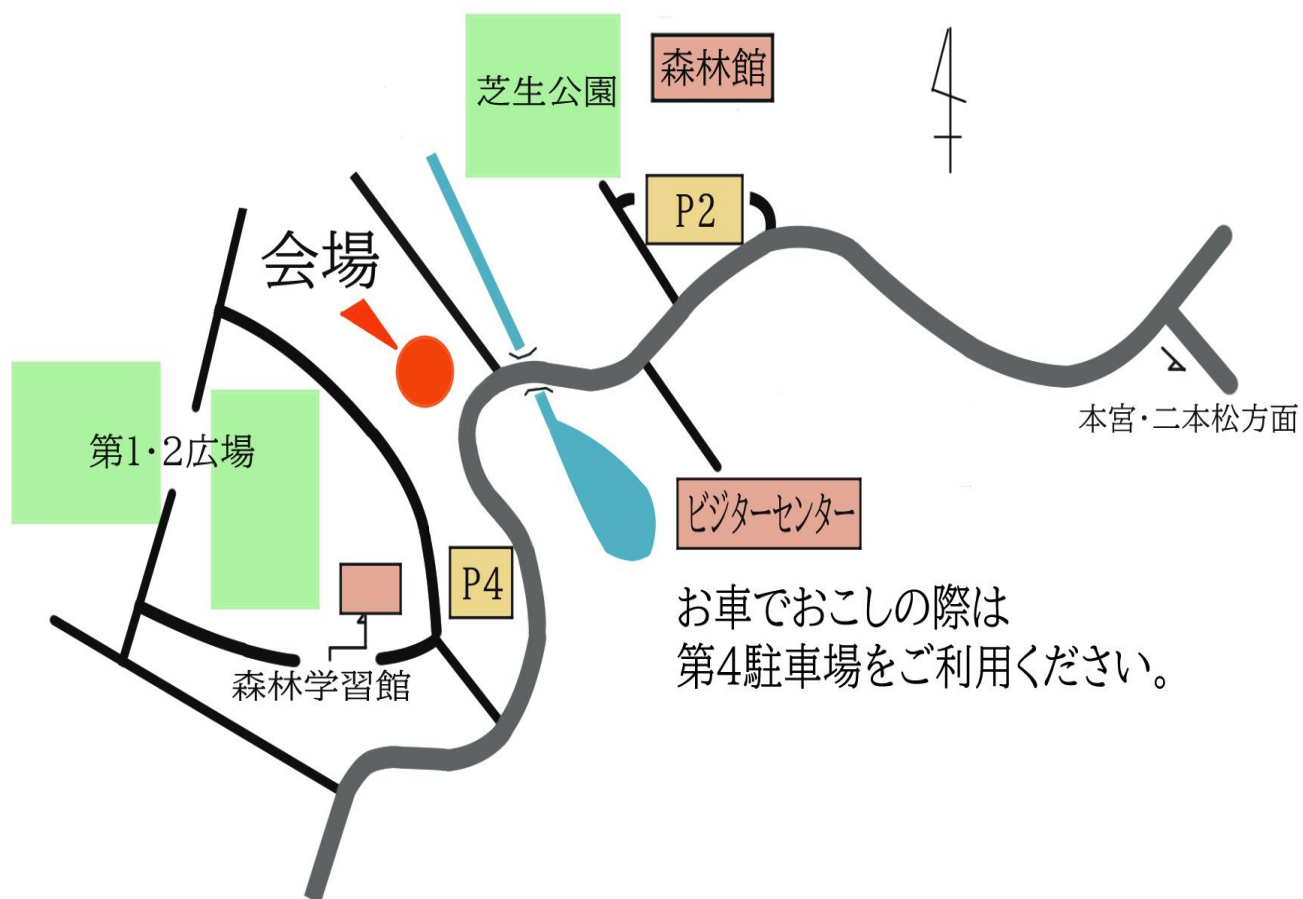 森林館
芝生公園
P2
会場
本宮・二本松方面
第1・2広場
ビジターセンター
P4
お車でおこしの際は
第4駐車場をご利用ください。
森林学習館